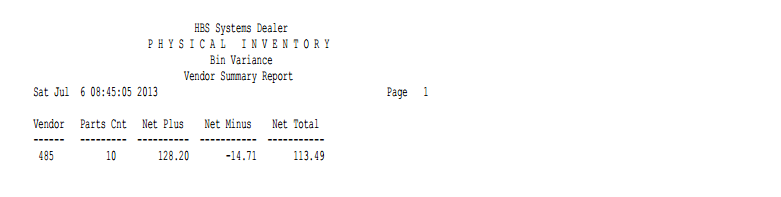 HBS Systems Dealer
P H Y S I C A L   I N V E N T O R Y
Bin Variance
Vendor Summary Report
Sat Jul  6 08:45:05 2013 Page  1
Vendor  Parts Cnt  Net Plus  Net Minus  Net Total
------ --------- ---------- ----------- -----------
485 10 128.20 -14.71 113.49